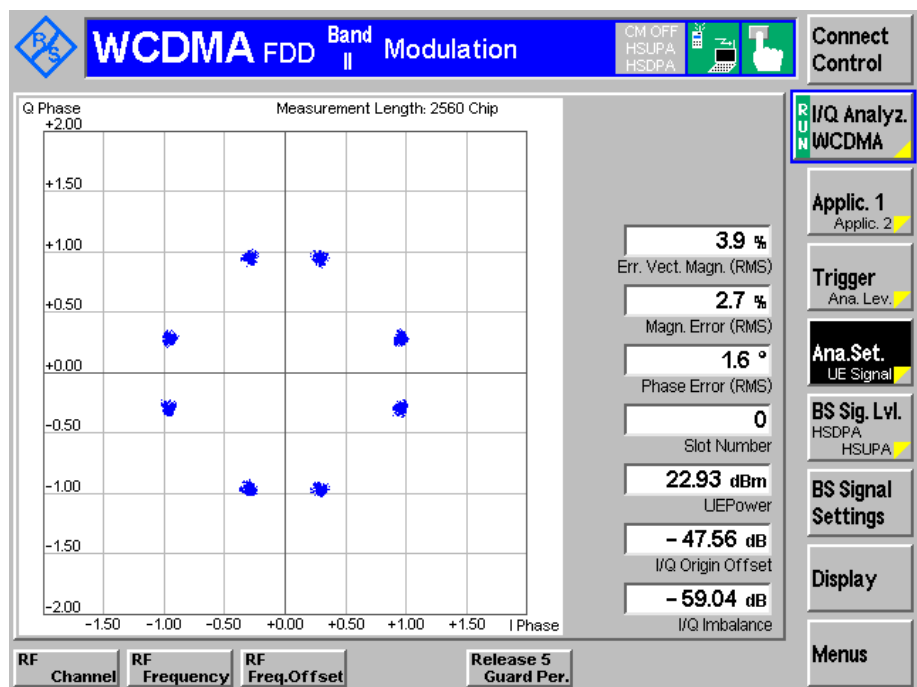 R&S
WCDMA FDD Band II Modulation
CM OFF
HSUPA
HSDPA
Connect
Control
Q Phase
Measurement Length: 2560 Chip
+2.00
+1.50
+1.00
+0.50
+0.00
-0.50
-1.00
-1.50
-2.00
-1.50 -1.00 -0.50 +0.00 +0.50 +1.00 +1.50 I Phase
3.9 %
Err. Vect. Magn. (RMS)
2.7 %
Magn. Error (RMS)
1.6 °
Phase Error (RMS)
0
Slot Number
22.93 dBm
UEPower
- 47.56 dB
I/Q Origin Offset
- 59.04 dB
I/Q Imbalance
RUN
I/Q Analyz.
WCDMA
Applic. 1
Applic. 2
Trigger
Ana. Lev.
Ana.Set.
UE Signal
BS Sig. Lvl.
HSDPA
HSUPA
BS Signal
Settings
Display
Menus
RF
Channel
RF
Frequency
RF
Freq.Offset
Release 5
Guard Per.